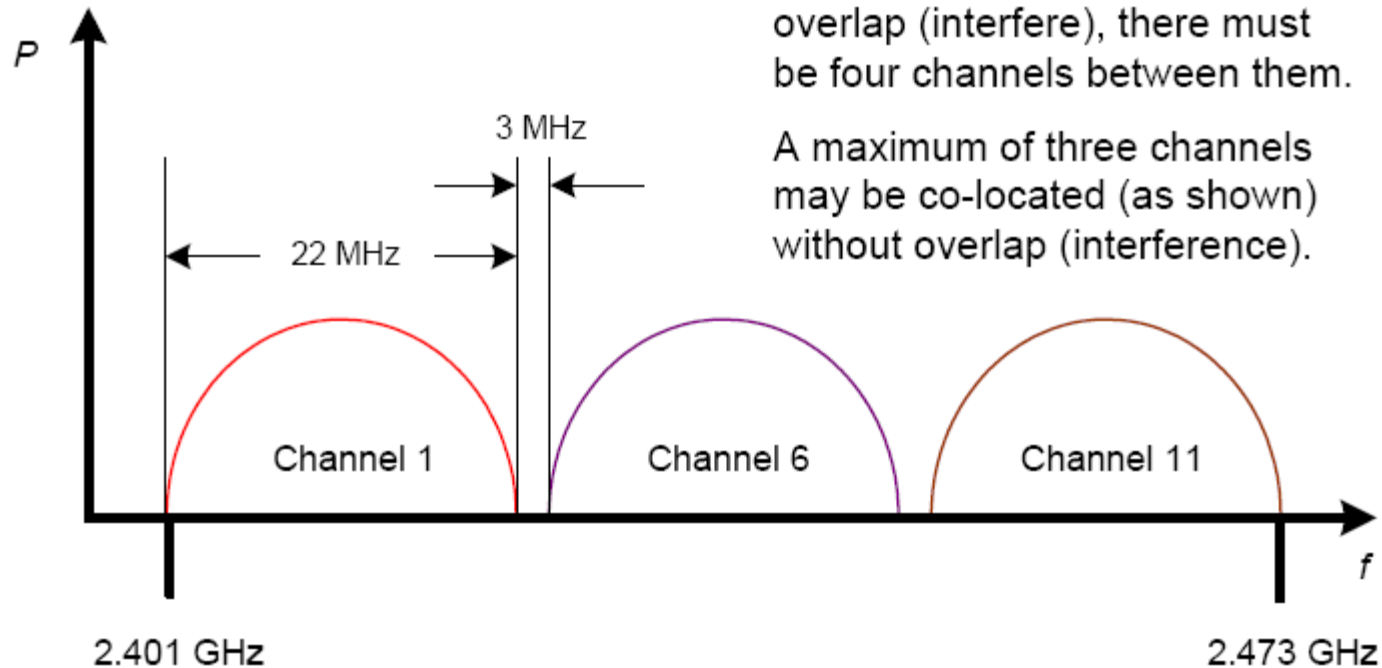 overlap (interfere), there must
be four channels between them.
A maximum of three channels
may be co-located (as shown)
without overlap (interference).
P
3 MHz
22 MHz
Channel 1
Channel 6
Channel 11
f
2.401 GHz
2.473 GHz